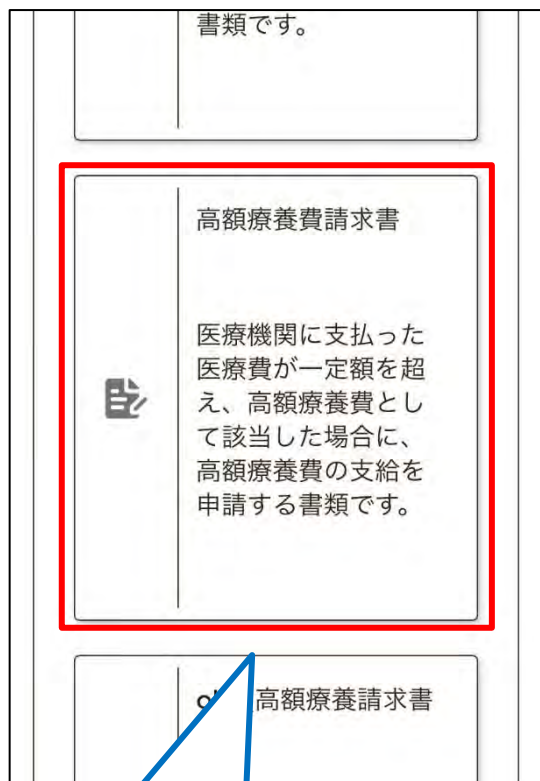 書類です。
高額療養費請求書
医療機関に支払った
医療費が一定額を超
え、高額療養費とし
て該当した場合に、
高額療養費の支給を
申請する書類です。
高額療養請求書